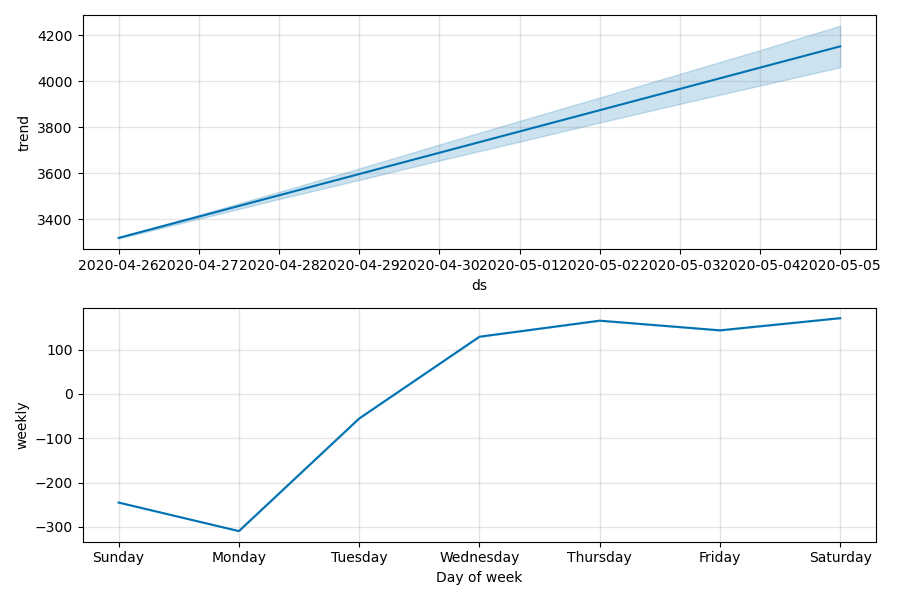 4200
4000
3800
3600
3400
trend
2020-04-26 2020-04-27 2020-04-28 2020-04-29 2020-04-30 2020-05-01 2020-05-02 2020-05-03 2020-05-04 2020-05-05
ds
100
0
−100
−200
−300
weekly
Sunday Monday Tuesday Wednesday Thursday Friday Saturday
Day of week